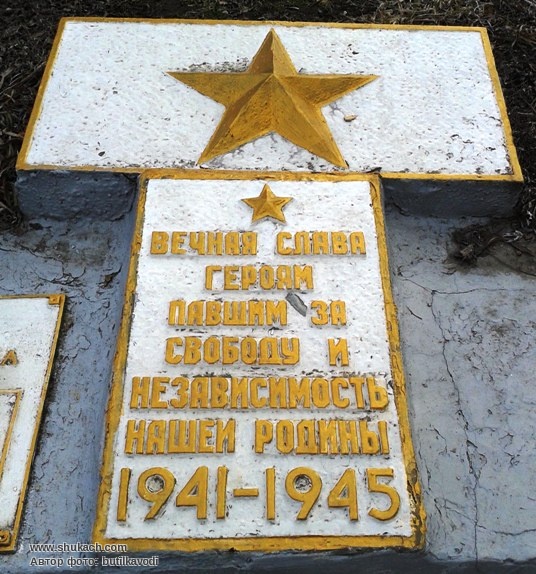 ВЕЧНАЯ СЛАВА
ГЕРОЯМ
ПАВШИМ ЗА
СВОБОДУ И
НЕЗАВИСИМОСТЬ
НАШЕЙ РОДИНЫ
1941-1945
А
www.shukach.com
Автор фото: butilkavodi